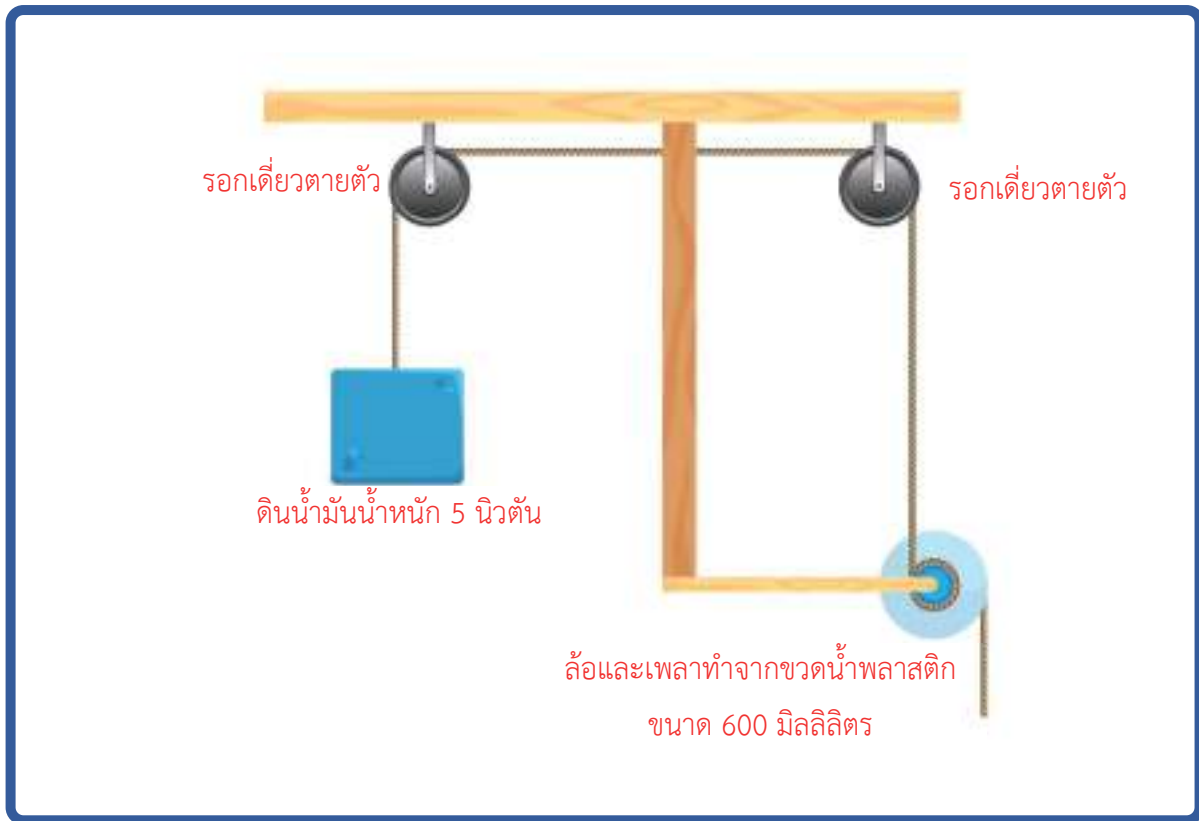 รอกเดี่ยวตายตัว
รอกเดี่ยวตายตัว
ดินน้ำมันน้ำหนัก 5 นิวตัน
ล้อและเพลาทำจากขวดน้ำพลาสติก
ขนาด 600 มิลลิลิตร